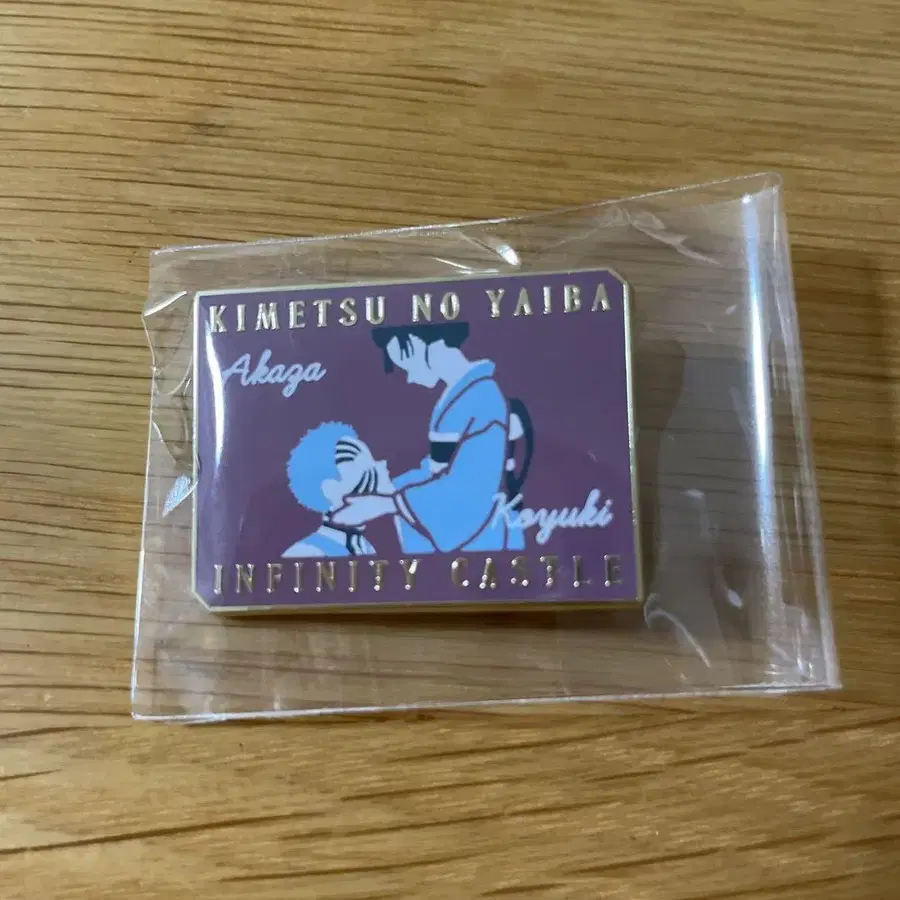 KIMETSU NO YAIBA
Akaza
Koyuki
INFINITY CASTLE